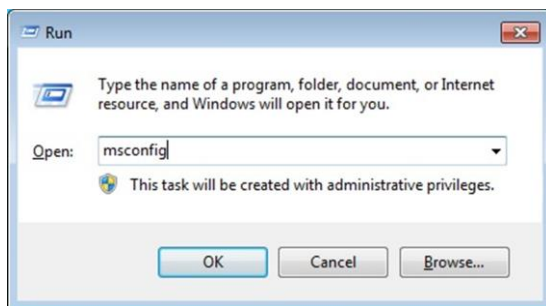 Run
Type the name of a program, folder, document, or Internet
resource, and Windows will open it for you.
Open: msconfig
This task will be created with administrative privileges.
OK Cancel Browse...